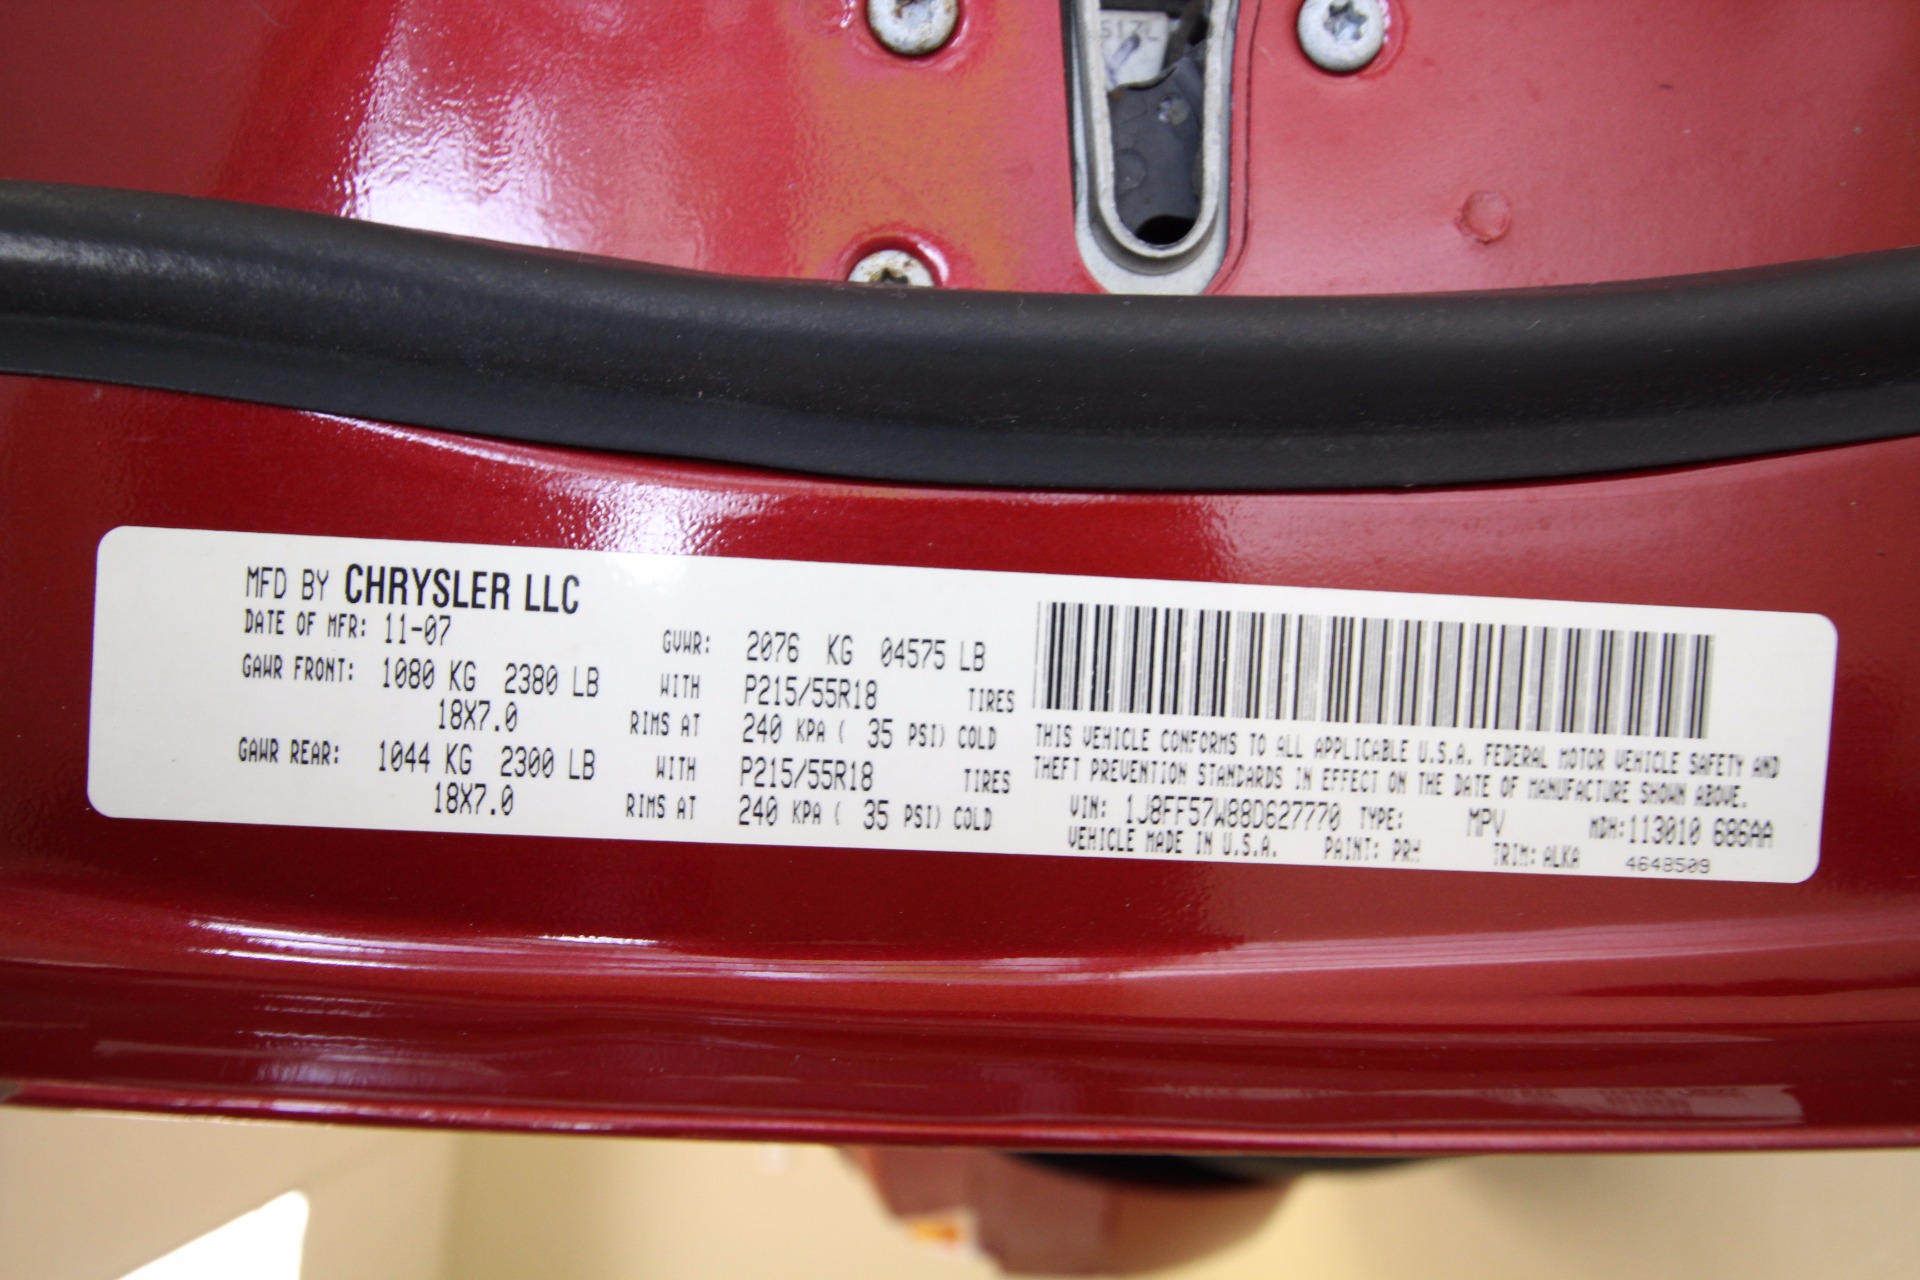 S17L
MFD BY CHRYSLER LLC
DATE OF MFR: 11-07
GVWR: 2076 KG 04575 LB
GAWR FRONT: 1080 KG 2380 LB WITH P215/55R18 TIRES
18X7.0 RIMS AT 240 KPA ( 35 PSI) COLD
GAWR REAR: 1044 KG 2300 LB WITH P215/55R18 TIRES
18X7.0 RIMS AT 240 KPA ( 35 PSI) COLD
THIS VEHICLE CONFORMS TO ALL APPLICABLE U.S.A. FEDERAL MOTOR VEHICLE SAFETY AND
THEFT PREVENTION STANDARDS IN EFFECT ON THE DATE OF MANUFACTURE SHOWN ABOVE.
VIN: 1J8FF57W88D627770 TYPE: MPV MDH:113010 686AA
VEHICLE MADE IN U.S.A. PAINT: PRH TRIM: ALKA 4648509